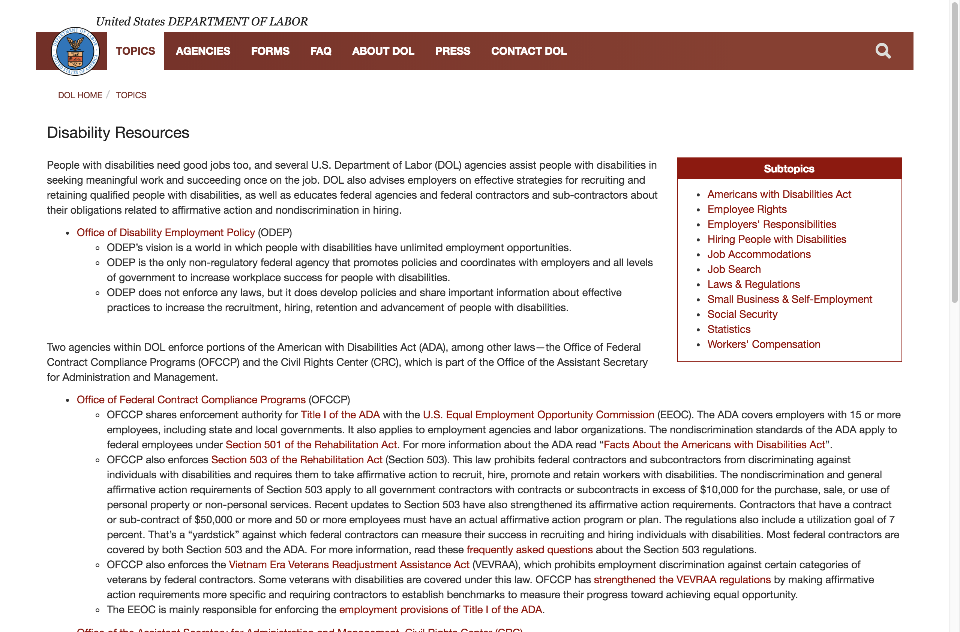 United States DEPARTMENT OF LABOR
TOPICS AGENCIES FORMS FAQ ABOUT DOL PRESS CONTACT DOL
DOL HOME / TOPICS
Disability Resources
People with disabilities need good jobs too, and several U.S. Department of Labor (DOL) agencies assist people with disabilities in
seeking meaningful work and succeeding once on the job. DOL also advises employers on effective strategies for recruiting and
retaining qualified people with disabilities, as well as educates federal agencies and federal contractors and sub-contractors about
their obligations related to affirmative action and nondiscrimination in hiring.
• Office of Disability Employment Policy (ODEP)
◦ ODEP's vision is a world in which people with disabilities have unlimited employment opportunities.
◦ ODEP is the only non-regulatory federal agency that promotes policies and coordinates with employers and all levels
of government to increase workplace success for people with disabilities.
◦ ODEP does not enforce any laws, but it does develop policies and share important information about effective
practices to increase the recruitment, hiring, retention and advancement of people with disabilities.
Subtopics
• Americans with Disabilities Act
• Employee Rights
• Employers' Responsibilities
• Hiring People with Disabilities
• Job Accommodations
• Job Search
• Laws & Regulations
• Small Business & Self-Employment
• Social Security
• Statistics
• Workers' Compensation
Two agencies within DOL enforce portions of the American with Disabilities Act (ADA), among other laws—the Office of Federal
Contract Compliance Programs (OFCCP) and the Civil Rights Center (CRC), which is part of the Office of the Assistant Secretary
for Administration and Management.
• Office of Federal Contract Compliance Programs (OFCCP)
◦ OFCCP shares enforcement authority for Title I of the ADA with the U.S. Equal Employment Opportunity Commission (EEOC). The ADA covers employers with 15 or more
employees, including state and local governments. It also applies to employment agencies and labor organizations. The nondiscrimination standards of the ADA apply to
federal employees under Section 501 of the Rehabilitation Act. For more information about the ADA read “Facts About the Americans with Disabilities Act”.
◦ OFCCP also enforces Section 503 of the Rehabilitation Act (Section 503). This law prohibits federal contractors and subcontractors from discriminating against
individuals with disabilities and requires them to take affirmative action to recruit, hire, promote and retain workers with disabilities. The nondiscrimination and general
affirmative action requirements of Section 503 apply to all government contractors with contracts or subcontracts in excess of $10,000 for the purchase, sale, or use of
personal property or non-personal services. Recent updates to Section 503 have also strengthened its affirmative action requirements. Contractors that have a contract
or sub-contract of $50,000 or more and 50 or more employees must have an actual affirmative action program or plan. The regulations also include a utilization goal of 7
percent. That's a “yardstick” against which federal contractors can measure their success in recruiting and hiring individuals with disabilities. Most federal contractors are
covered by both Section 503 and the ADA. For more information, read these frequently asked questions about the Section 503 regulations.
◦ OFCCP also enforces the Vietnam Era Veterans Readjustment Assistance Act (VEVRAA), which prohibits employment discrimination against certain categories of
veterans by federal contractors. Some veterans with disabilities are covered under this law. OFCCP has strengthened the VEVRAA regulations by making affirmative
action requirements more specific and requiring contractors to establish benchmarks to measure their progress toward achieving equal opportunity.
◦ The EEOC is mainly responsible for enforcing the employment provisions of Title I of the ADA.
Office of the Assistant Secretary for Administration and Management, Civil Rights Center (CRC)